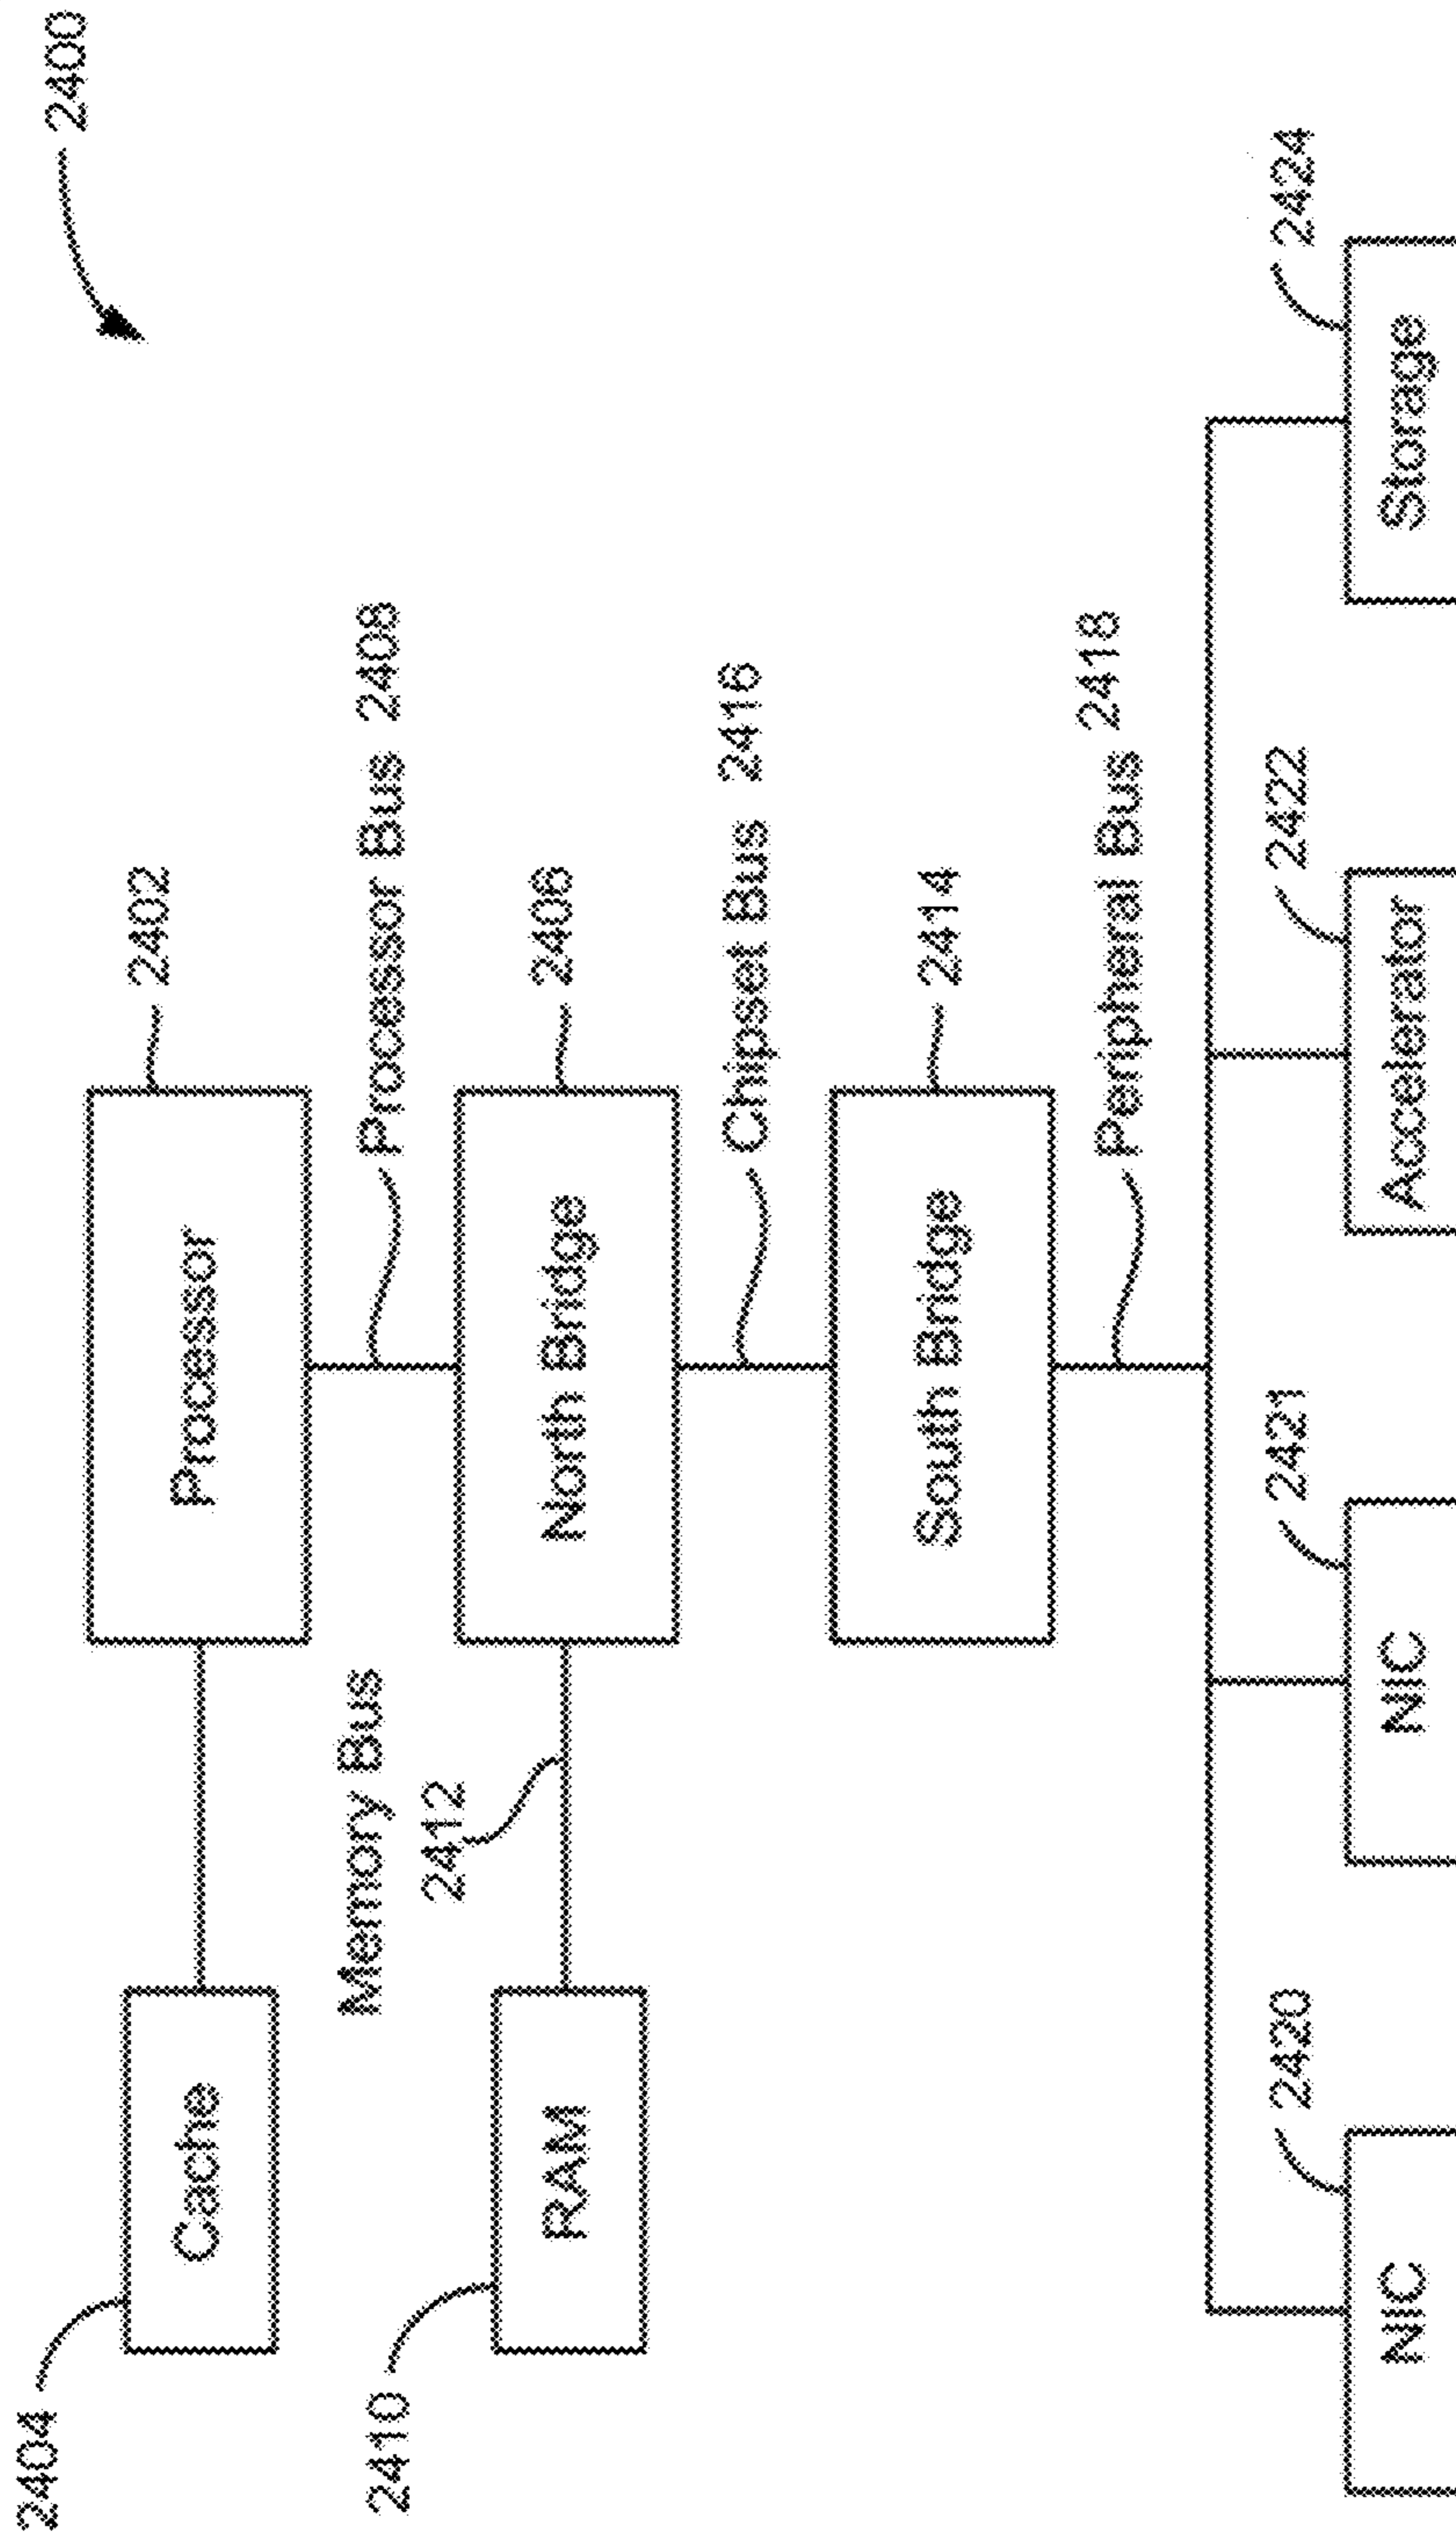 2400
2404
Cache
Processor
2402
Memory Bus
2412
Processor Bus 2408
2410
RAM
North Bridge
2406
Chipset Bus 2416
South Bridge
2414
Peripheral Bus 2418
2420
2421
2422
2424
NIC
NIC
Accelerator
Storage